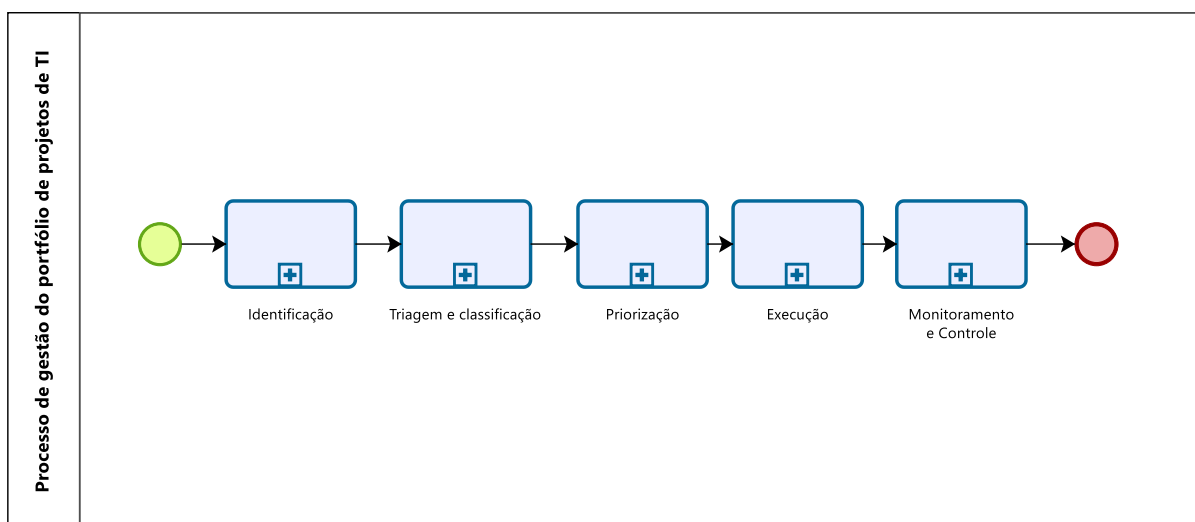 Processo de gestão do portfólio de projetos de TI
Identificação
Triagem e classificação
Priorização
Execução
Monitoramento
e Controle